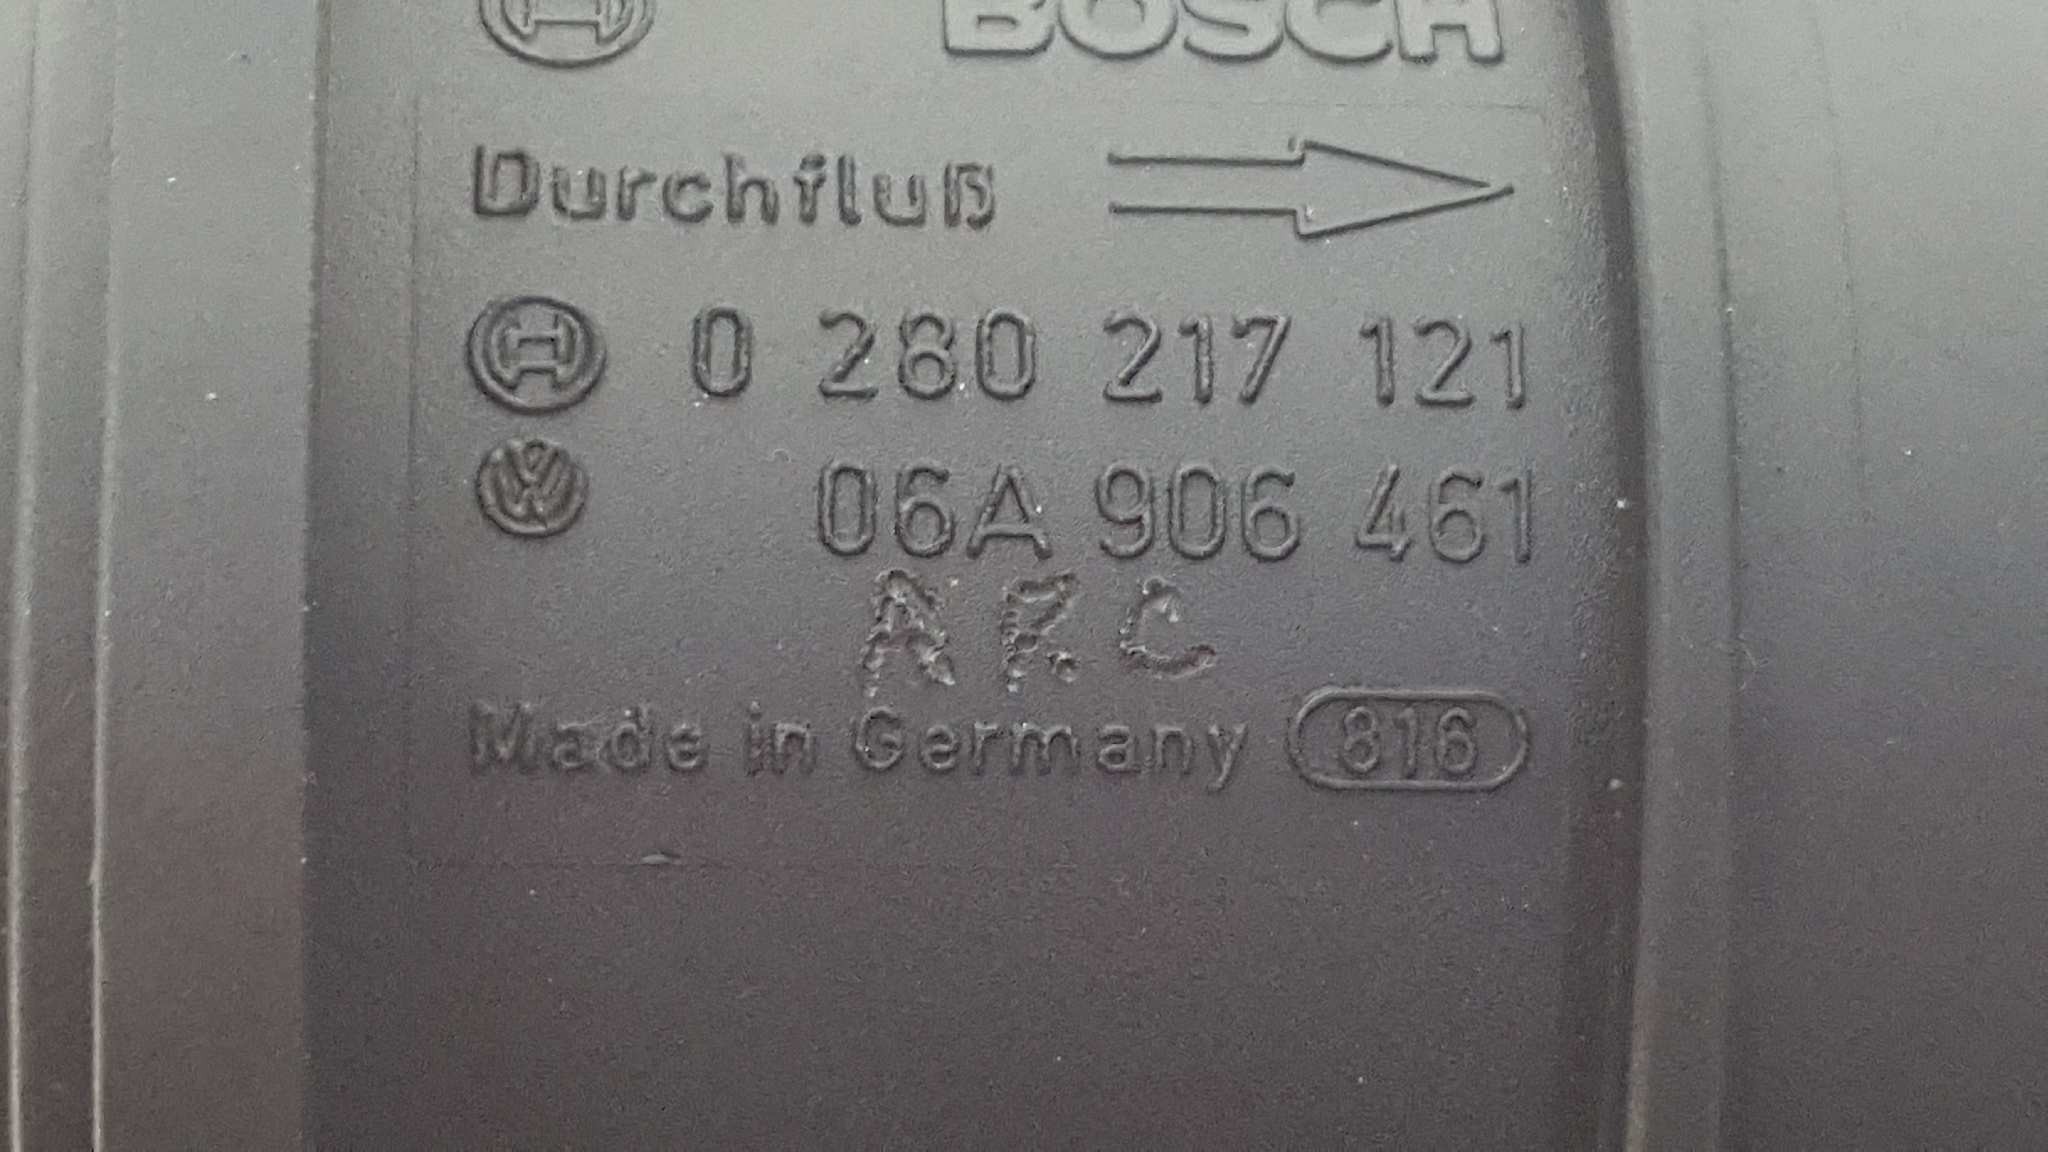 BOSCH
Durchfluß
0 280 217 121
06A 906 461
ARC
Made in Germany 816